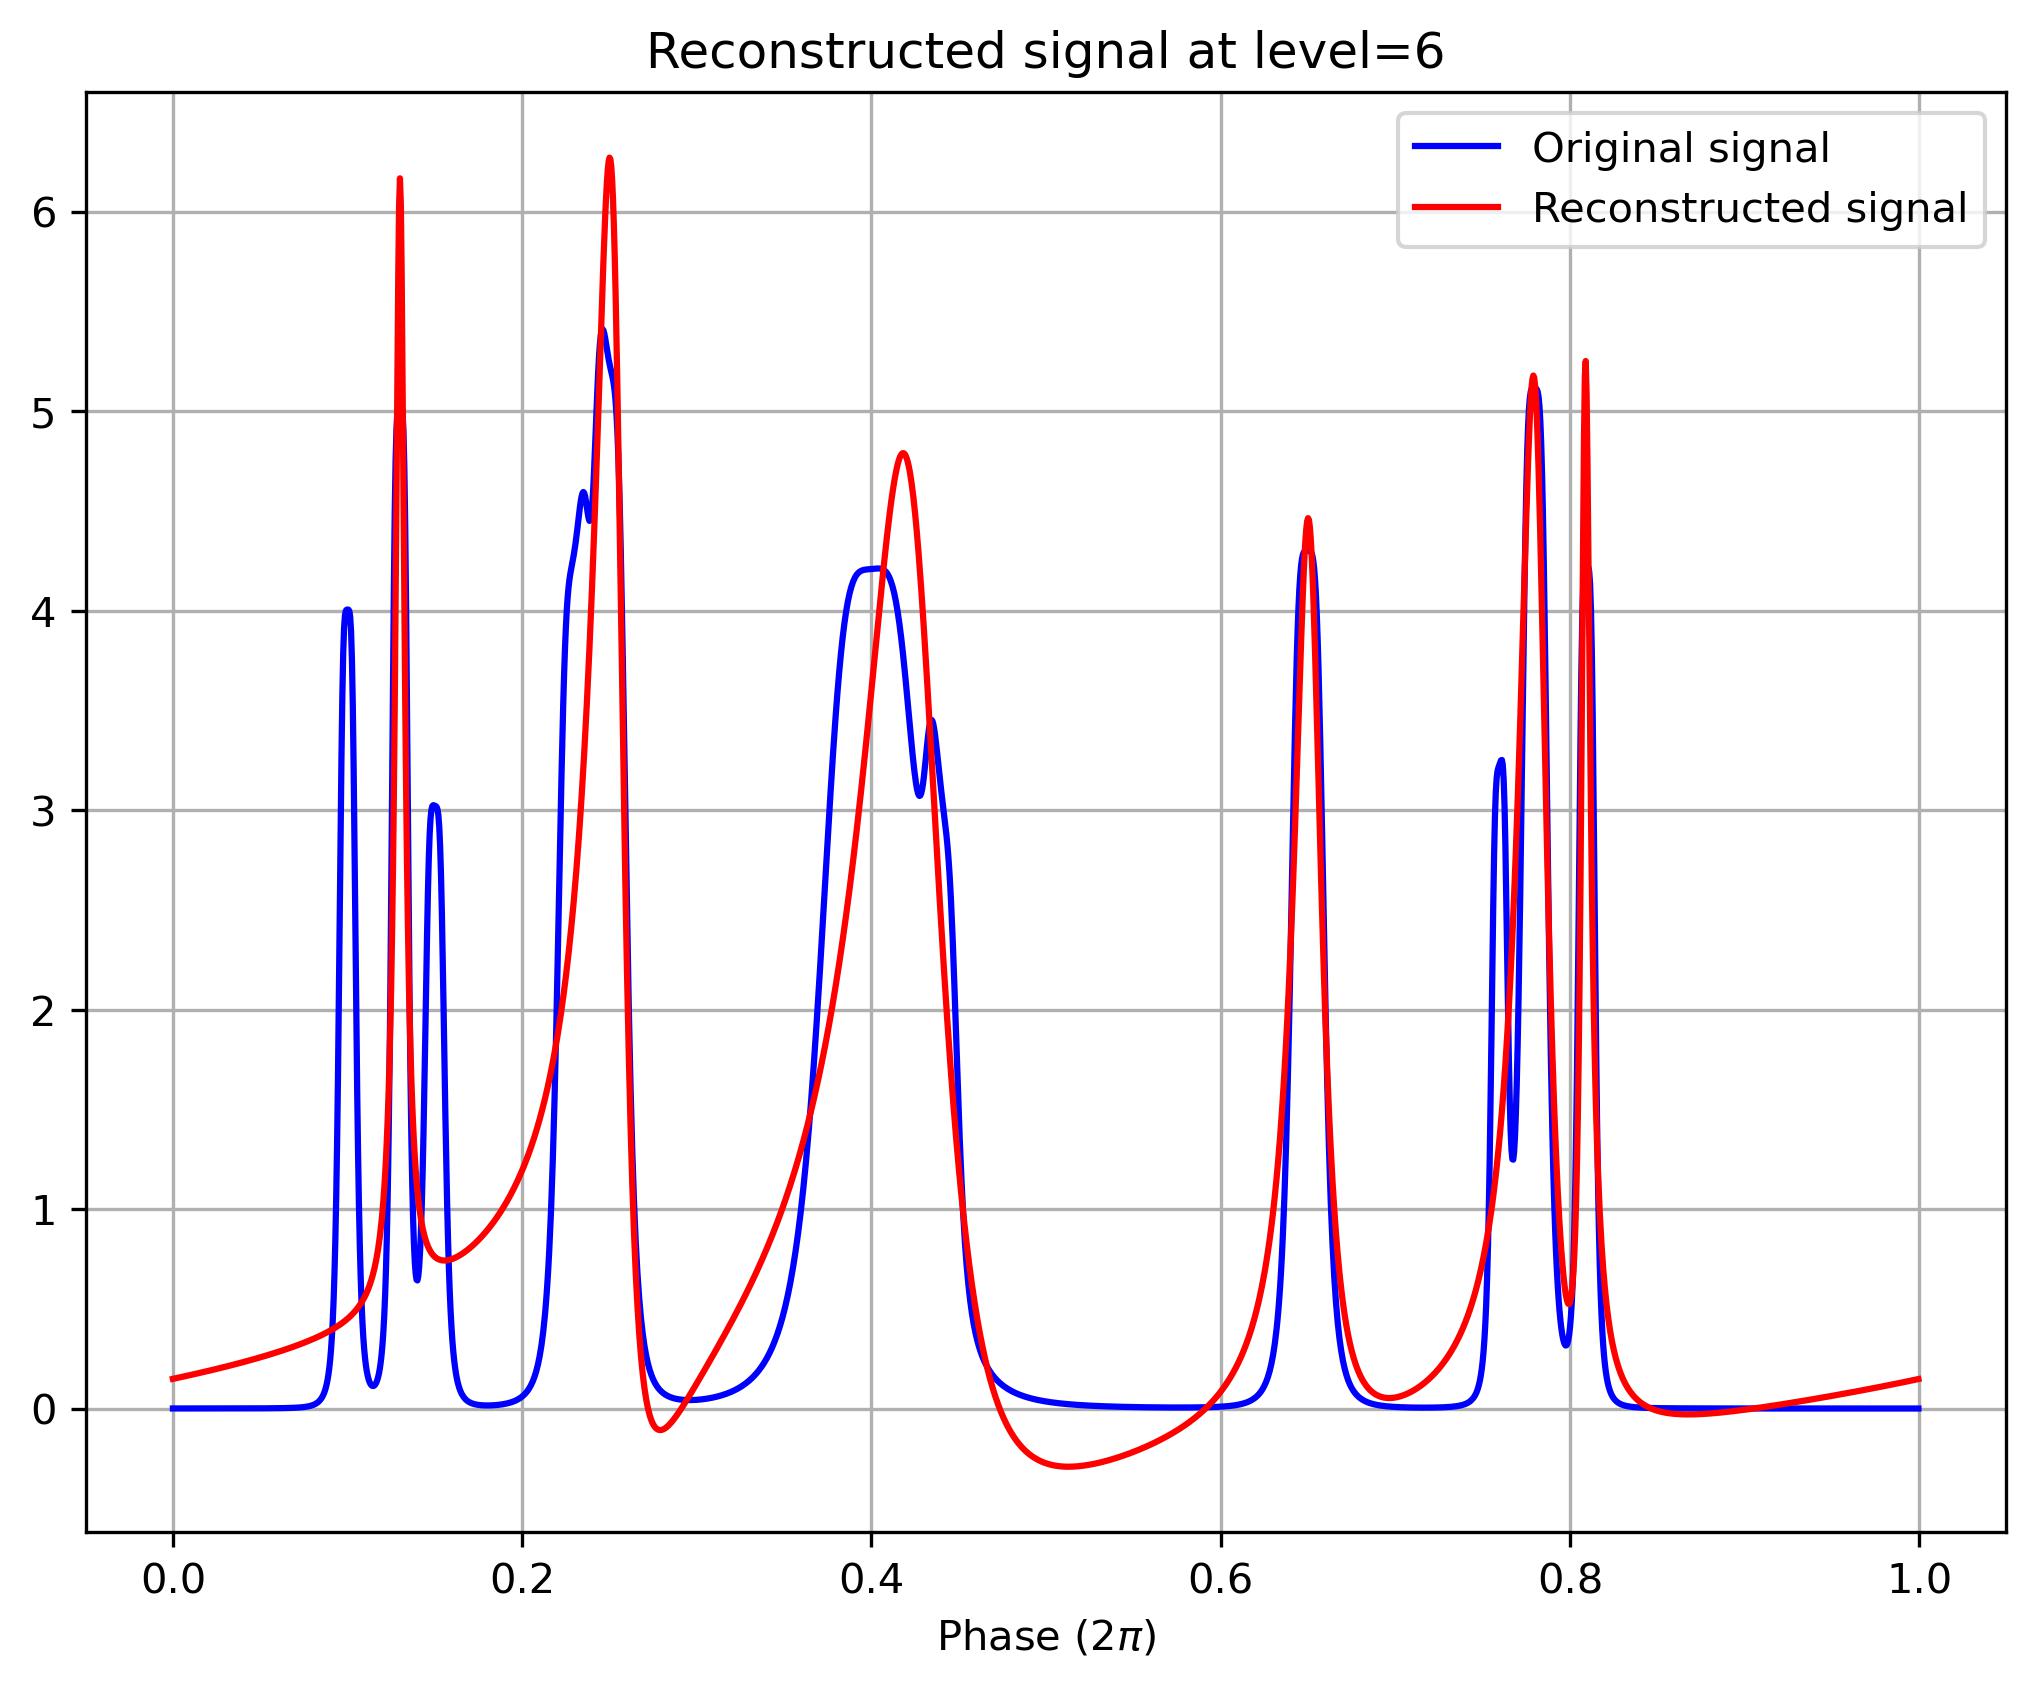 Reconstructed signal at level=6
Original signal
Reconstructed signal
6
5
4
3
2
1
0
0.0 0.2 0.4 0.6 0.8 1.0
Phase (2π)